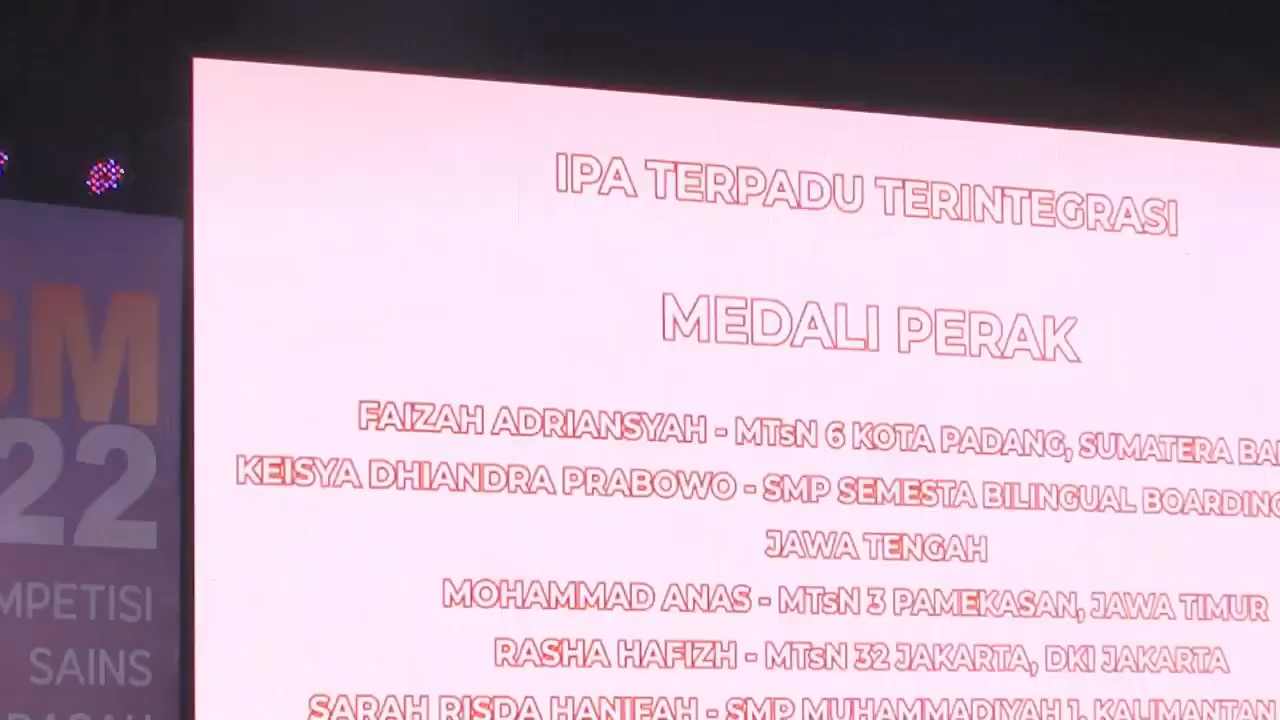 IPA TERPADU TERINTEGRASI
MEDALI PERAK
FAIZAH ADRIANSYAH - MTsN 6 KOTA PADANG, SUMATERA BA
KEISYA DHIANDRA PRABOWO - SMP SEMESTA BILINGUAL BOARDING
JAWA TENGAH
MOHAMMAD ANAS - MTsN 3 PAMEKASAN, JAWA TIMUR
RASHA HAFIZH - MTsN 32 JAKARTA, DKI JAKARTA
SARAH RISDA HANIFAH - SMP MUHAMMADIYAH 1, KALIMANTAN
SM
22
MPETISI
SAINS